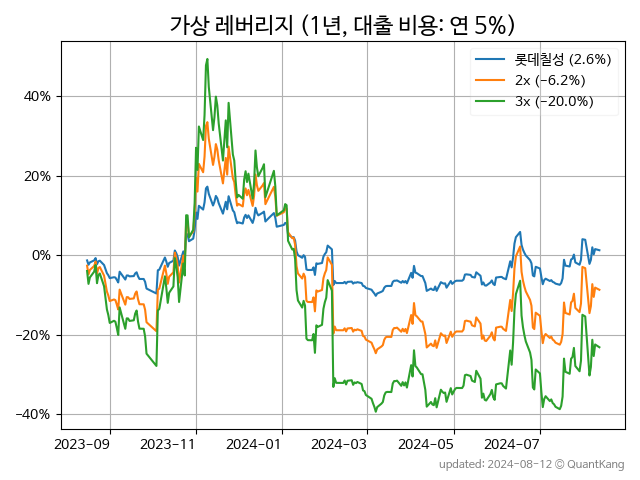 가상 레버리지 (1년, 대출 비용: 연 5%)
롯데칠성 (2.6%)
2x (−6.2%)
3x (−20.0%)
40%
20%
0%
−20%
−40%
2023-09 2023-11 2024-01 2024-03 2024-05 2024-07
updated: 2024-08-12 © QuantKang